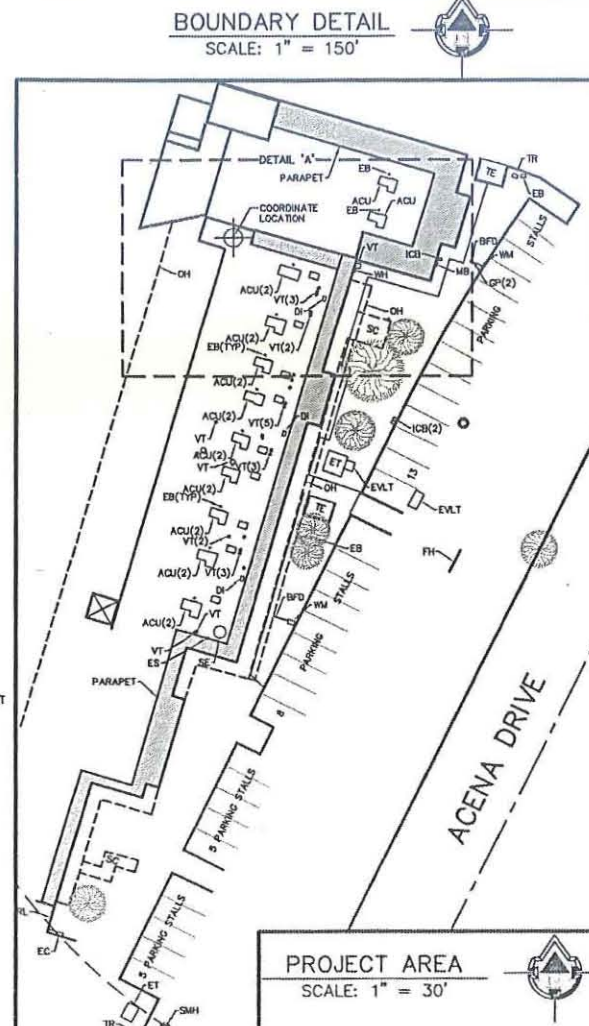 BOUNDARY DETAIL
SCALE: 1" = 150'
DETAIL 'A'
PARAPET
EB
ACU
EB
ACU
TE
TR
EB
COORDINATE
LOCATION
VT
ICB
MB
BFD
WM
GP(2)
STALLS
PARKING
13
OH
WH
OH
SC
ACU(2)
VT(3)
DI
ACU(2)
VT(2)
EB(TYP)
ACU(2)
ACU(2)
VT(5)
DI
ICB(2)
VT
ACU(2)
VT
VT(3)
ET
EVLT
ACU(2)
EB(TYP)
OH
TE
EVLT
ACU(2)
VT(2)
EB
FH
ACU(2)
VT(3)
DI
BFD
WM
STALLS
PARKING
8
ACU(2)
VT
VT
ES
SE
PARAPET
T
ACENA DRIVE
5 PARKING STALLS
SC
RL
EC
5 PARKING STALLS
ET
TR
SMH
PROJECT AREA
SCALE: 1" = 30'